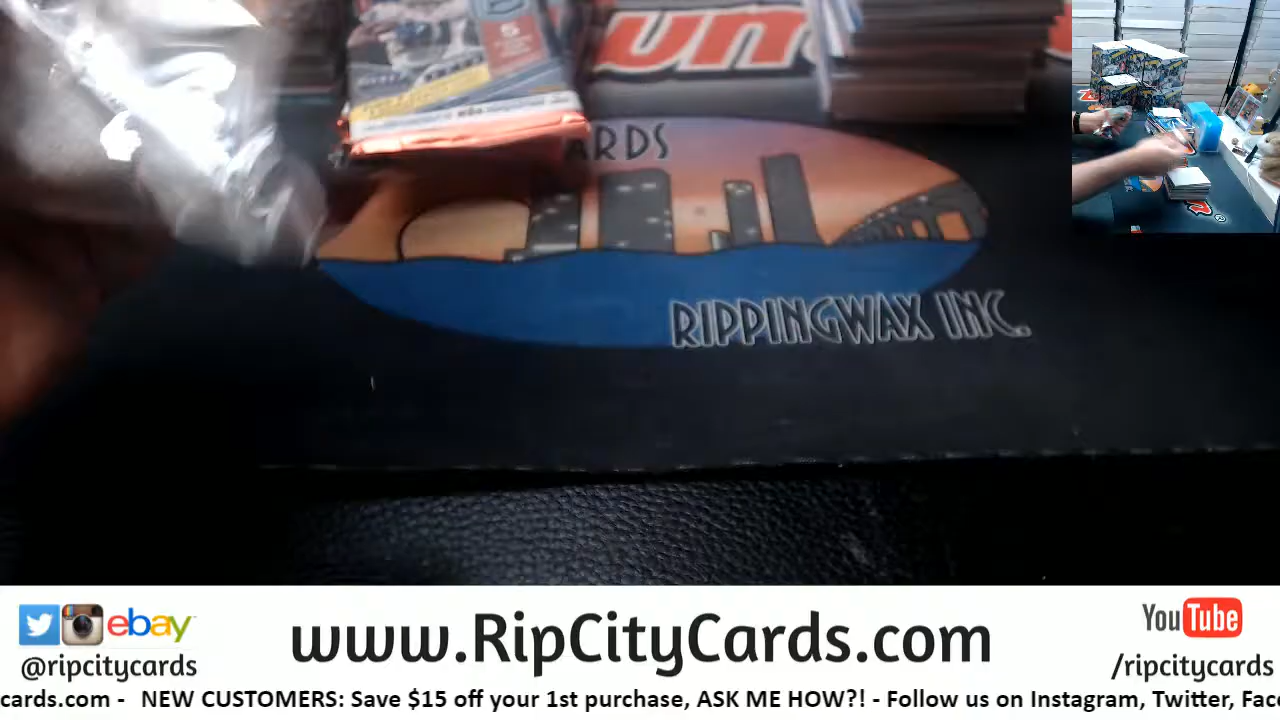 ARDS
RIPPINGWAX INC.
ebay
@ripcitycards
www.RipCityCards.com
YouTube
/ripcitycards
cards.com - NEW CUSTOMERS: Save $15 off your 1st purchase, ASK ME HOW?! - Follow us on Instagram, Twitter, Fac